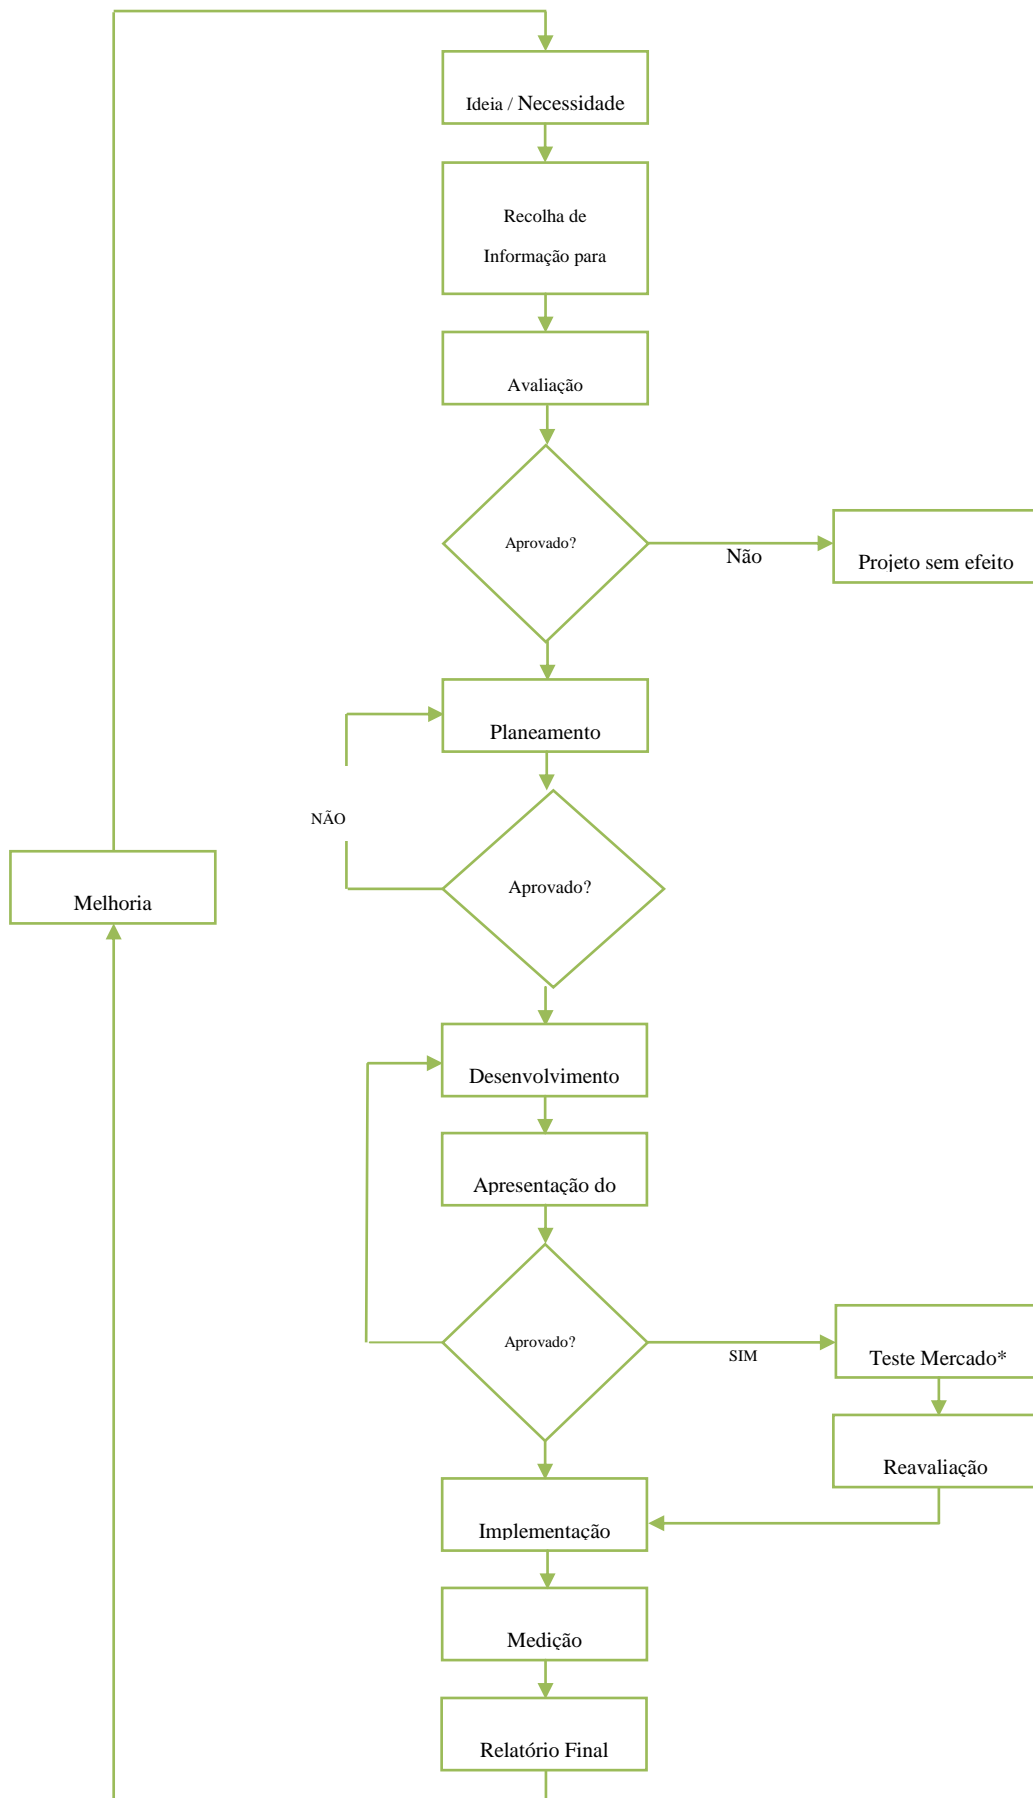 Ideia / Necessidade
Recolha de
Informação para
Avaliação
Aprovado?
Não
Projeto sem efeito
Planeamento
NÃO
Aprovado?
Melhoria
Desenvolvimento
Apresentação do
Aprovado?
SIM
Teste Mercado*
Reavaliação
Implementação
Medição
Relatório Final